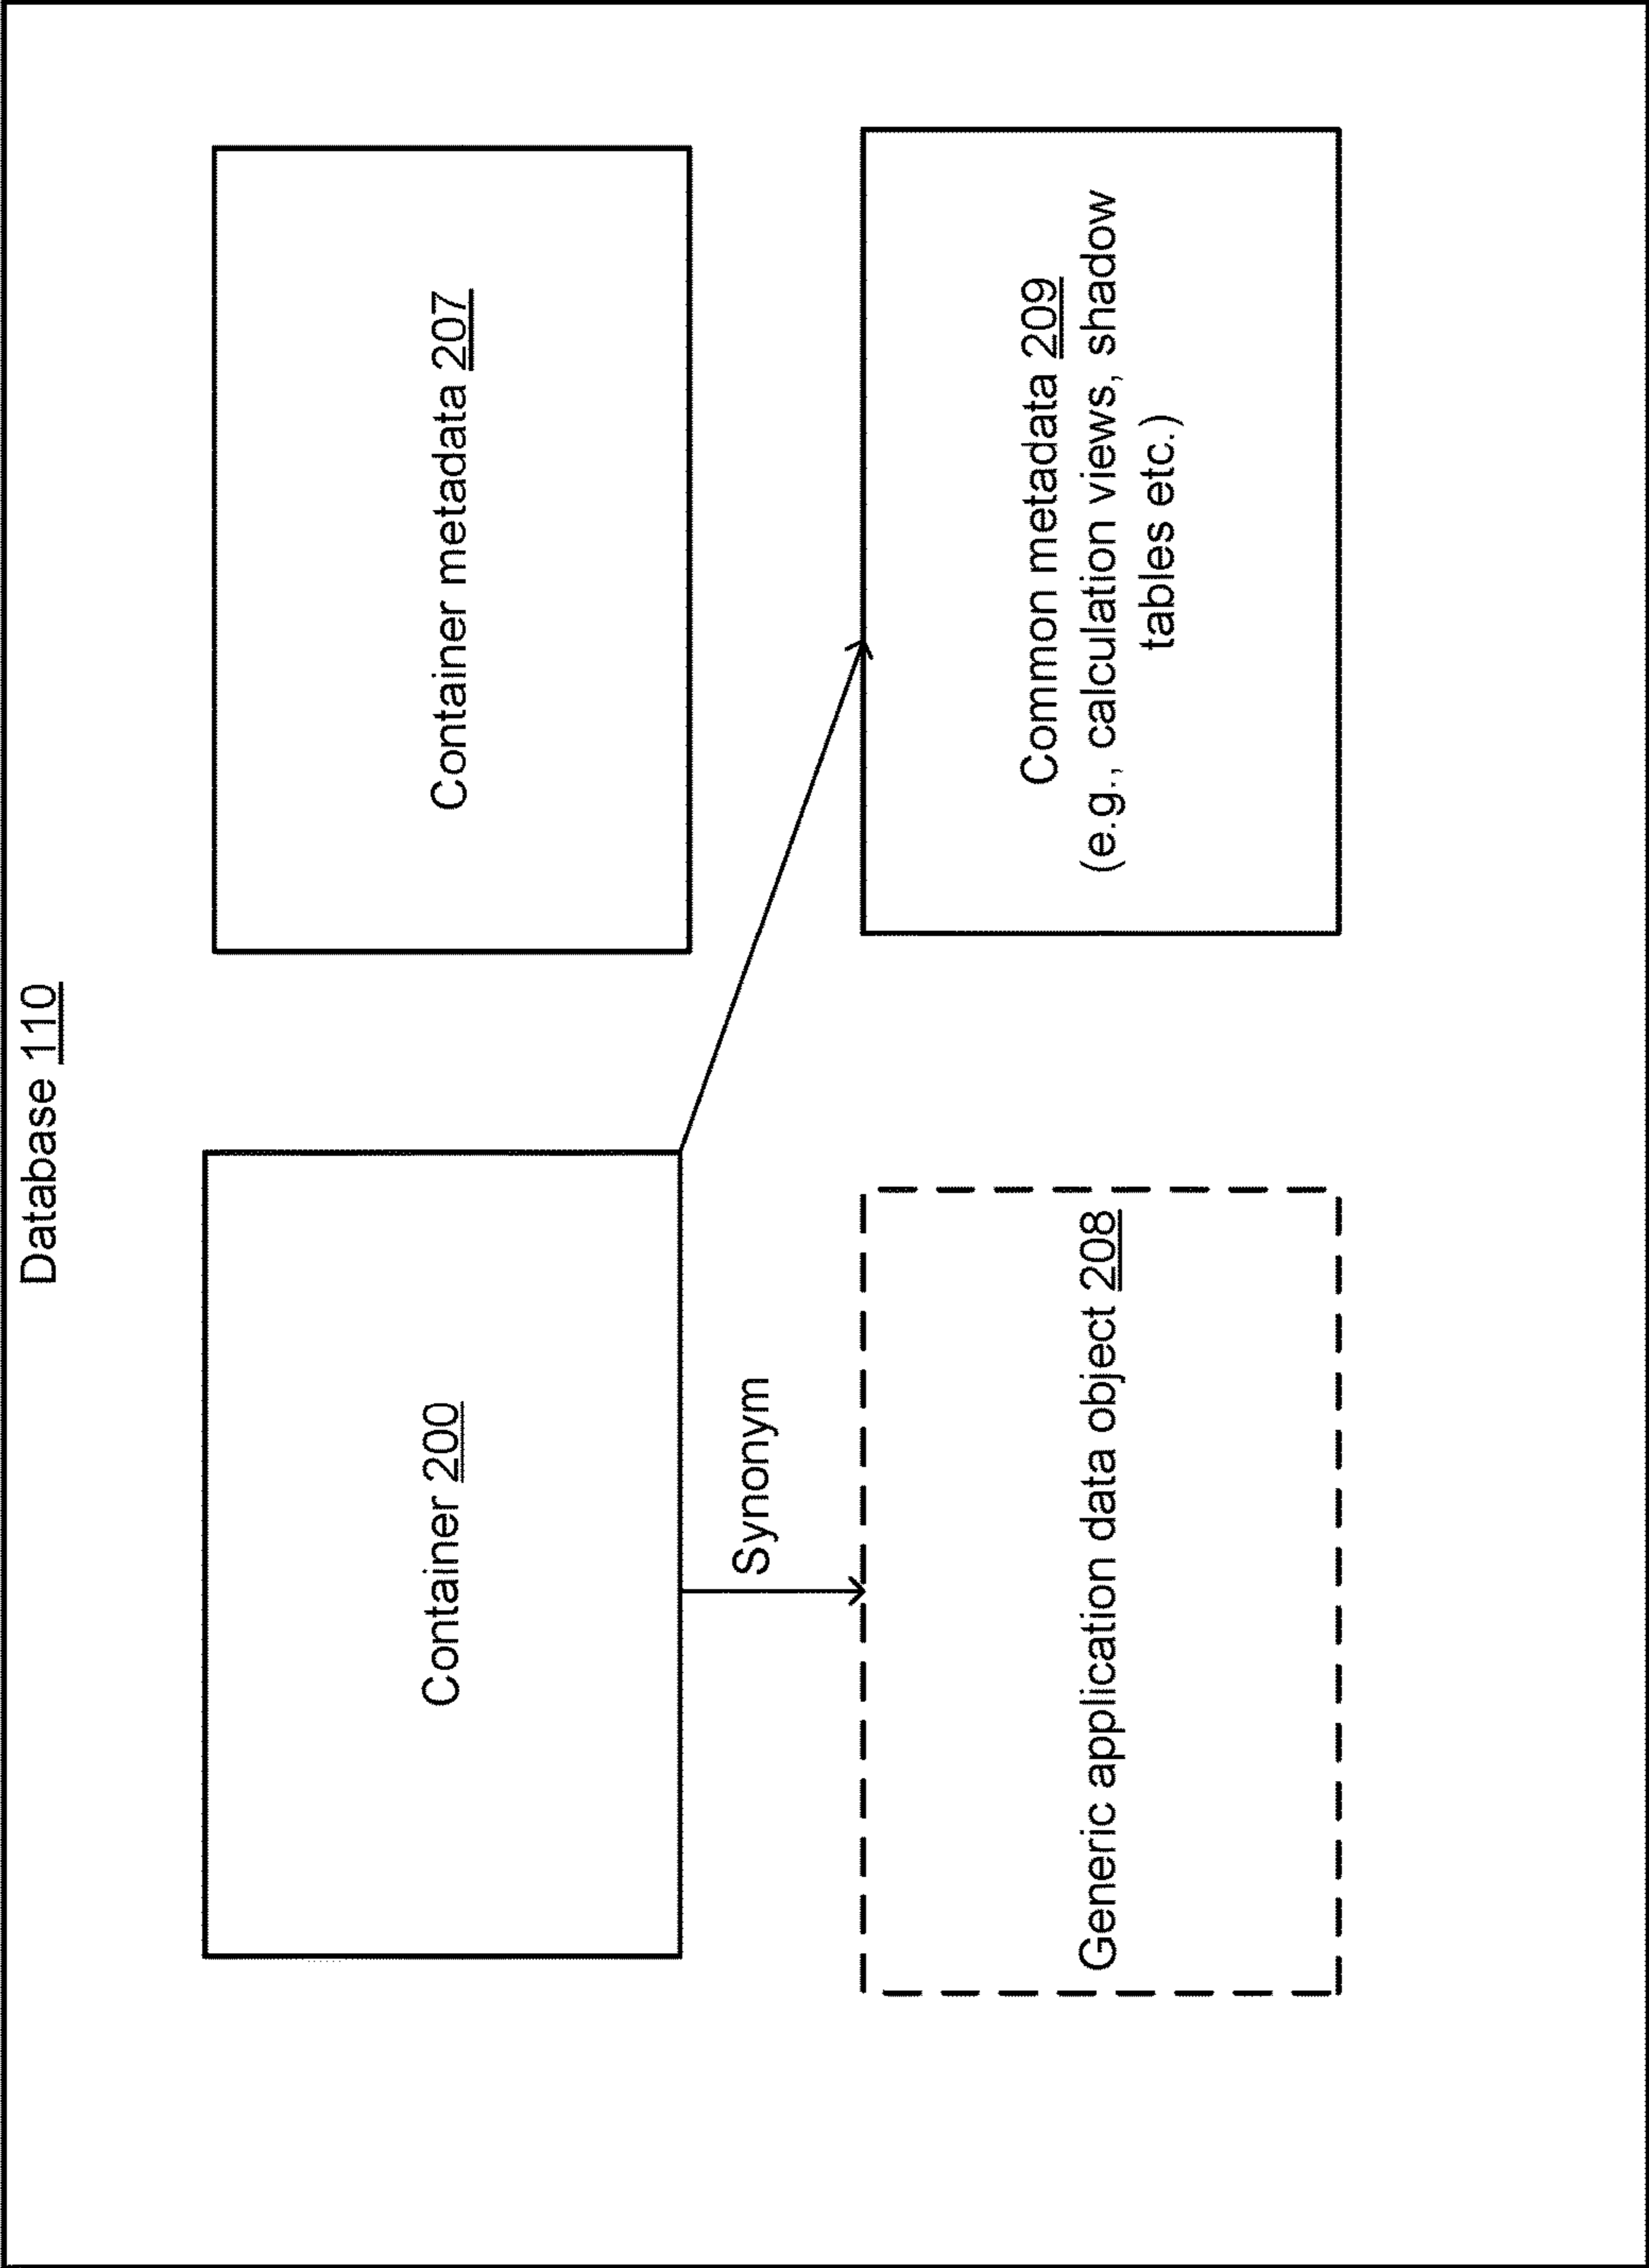 Database 110
Container 200
Container metadata 207
Synonym
Generic application data object 208
Common metadata 209
(e.g., calculation views, shadow
tables etc.)